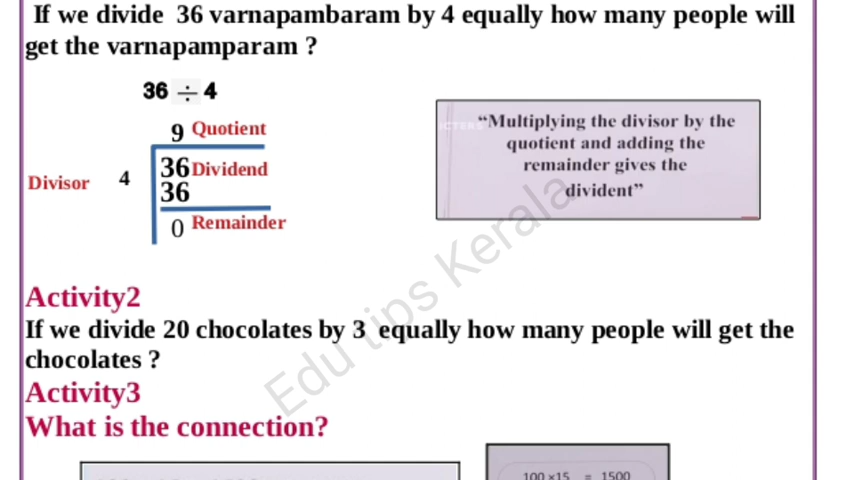 If we divide 36 varnapambaram by 4 equally how many people will
get the varnapamparam ?
36 ÷ 4
9 Quotient
Divisor 4 36 Dividend
36
0 Remainder
“Multiplying the divisor by the
quotient and adding the
remainder gives the
divident”
Edu tips Kerala
Activity2
If we divide 20 chocolates by 3 equally how many people will get the
chocolates ?
Activity3
What is the connection?
100 ×15 = 1500